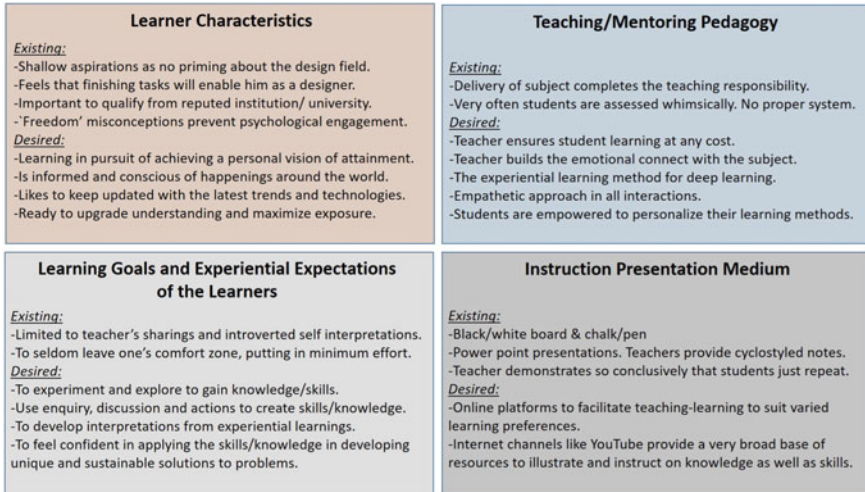 Learner Characteristics
Existing:
-Shallow aspirations as no priming about the design field.
-Feels that finishing tasks will enable him as a designer.
-Important to qualify from reputed institution/ university.
-`Freedom’ misconceptions prevent psychological engagement.
Desired:
-Learning in pursuit of achieving a personal vision of attainment.
-Is informed and conscious of happenings around the world.
-Likes to keep updated with the latest trends and technologies.
-Ready to upgrade understanding and maximize exposure.
Teaching/Mentoring Pedagogy
Existing:
-Delivery of subject completes the teaching responsibility.
-Very often students are assessed whimsically. No proper system.
Desired:
-Teacher ensures student learning at any cost.
-Teacher builds the emotional connect with the subject.
-The experiential learning method for deep learning.
-Empathetic approach in all interactions.
-Students are empowered to personalize their learning methods.
Learning Goals and Experiential Expectations
of the Learners
Existing:
-Limited to teacher’s sharings and introverted self interpretations.
-To seldom leave one’s comfort zone, putting in minimum effort.
Desired:
-To experiment and explore to gain knowledge/skills.
-Use enquiry, discussion and actions to create skills/knowledge.
-To develop interpretations from experiential learnings.
-To feel confident in applying the skills/knowledge in developing
unique and sustainable solutions to problems.
Instruction Presentation Medium
Existing:
-Black/white board & chalk/pen
-Power point presentations. Teachers provide cyclostyled notes.
-Teacher demonstrates so conclusively that students just repeat.
Desired:
-Online platforms to facilitate teaching-learning to suit varied
learning preferences.
-Internet channels like YouTube provide a very broad base of
resources to illustrate and instruct on knowledge as well as skills.